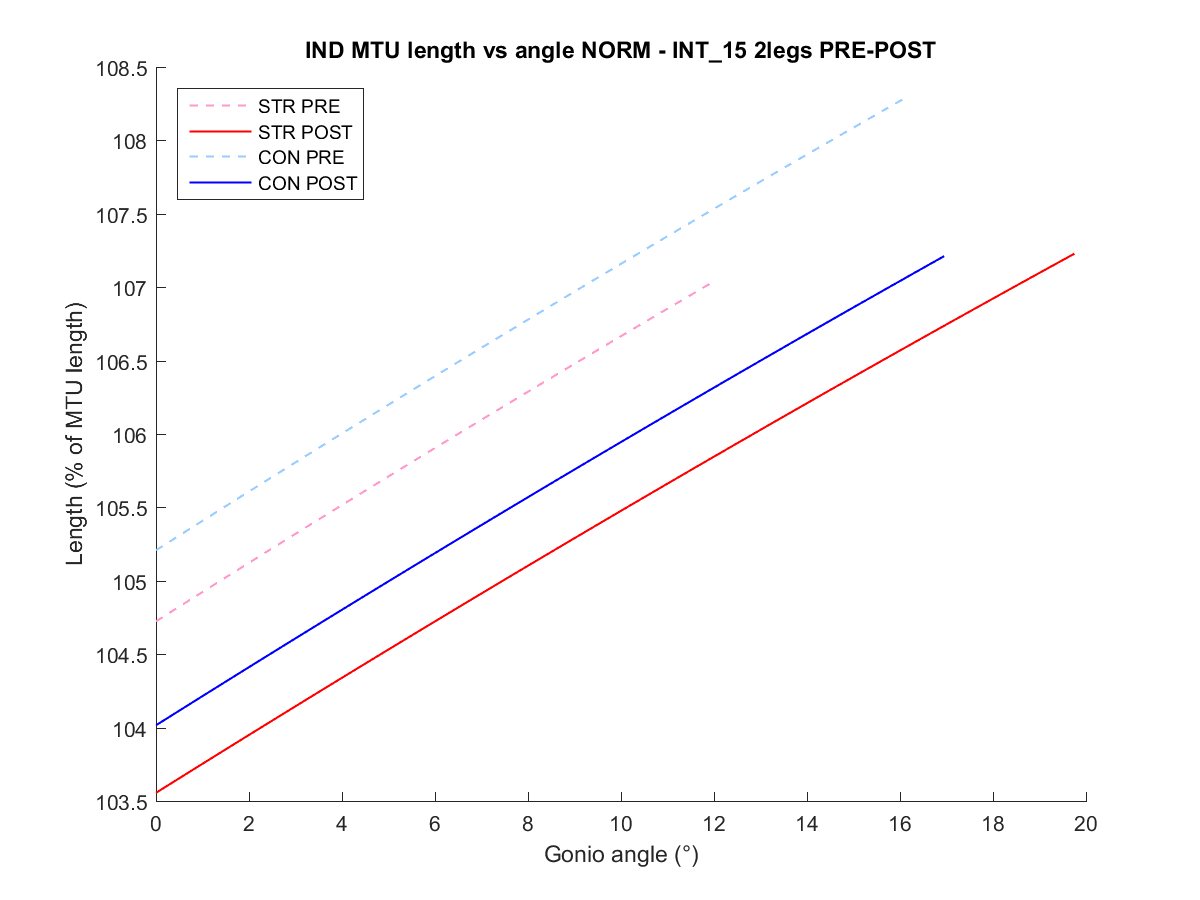 IND MTU length vs angle NORM - INT_15 2legs PRE-POST
108.5
108
107.5
107
106.5
106
105.5
105
104.5
104
103.5
Length (% of MTU length)
STR PRE
STR POST
CON PRE
CON POST
0 2 4 6 8 10 12 14 16 18 20
Gonio angle (°)